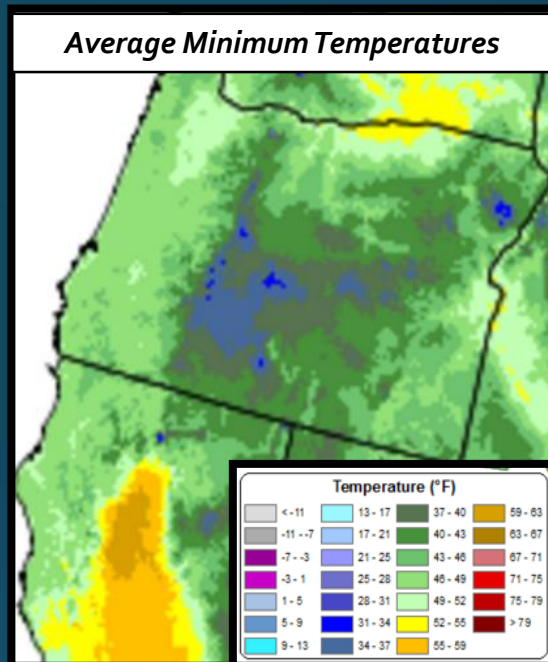 Average Minimum Temperatures
Temperature (°F)
< -11
-11 - -7
-7 - -3
-3 - 1
1 - 5
5 - 9
9 - 13
13 - 17
17 - 21
21 - 25
25 - 28
28 - 31
31 - 34
34 - 37
37 - 40
40 - 43
43 - 46
46 - 49
49 - 52
52 - 55
55 - 59
59 - 63
63 - 67
67 - 71
71 - 75
75 - 79
> 79